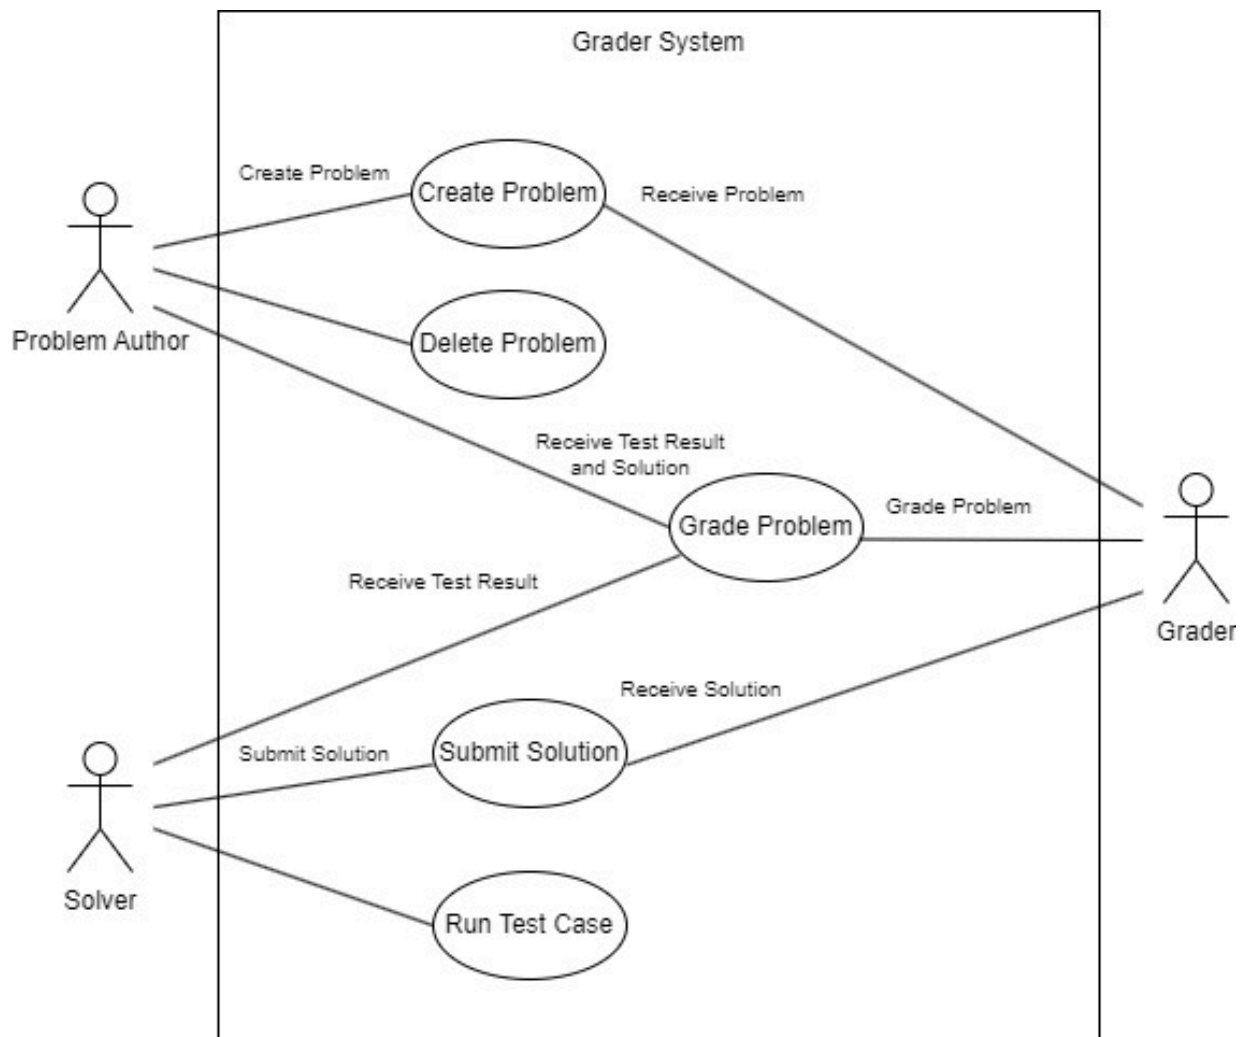 Grader System
Create Problem
Create Problem
Receive Problem
Problem Author
Delete Problem
Receive Test Result
and Solution
Grade Problem
Grade Problem
Receive Test Result
Grader
Receive Solution
Submit Solution
Submit Solution
Solver
Run Test Case